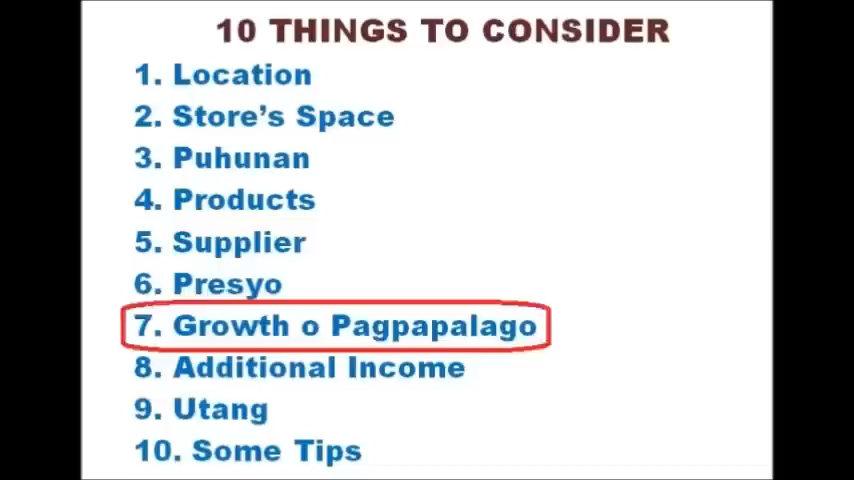 10 THINGS TO CONSIDER
1. Location
2. Store's Space
3. Puhunan
4. Products
5. Supplier
6. Presyo
7. Growth o Pagpapalago
8. Additional Income
9. Utang
10. Some Tips